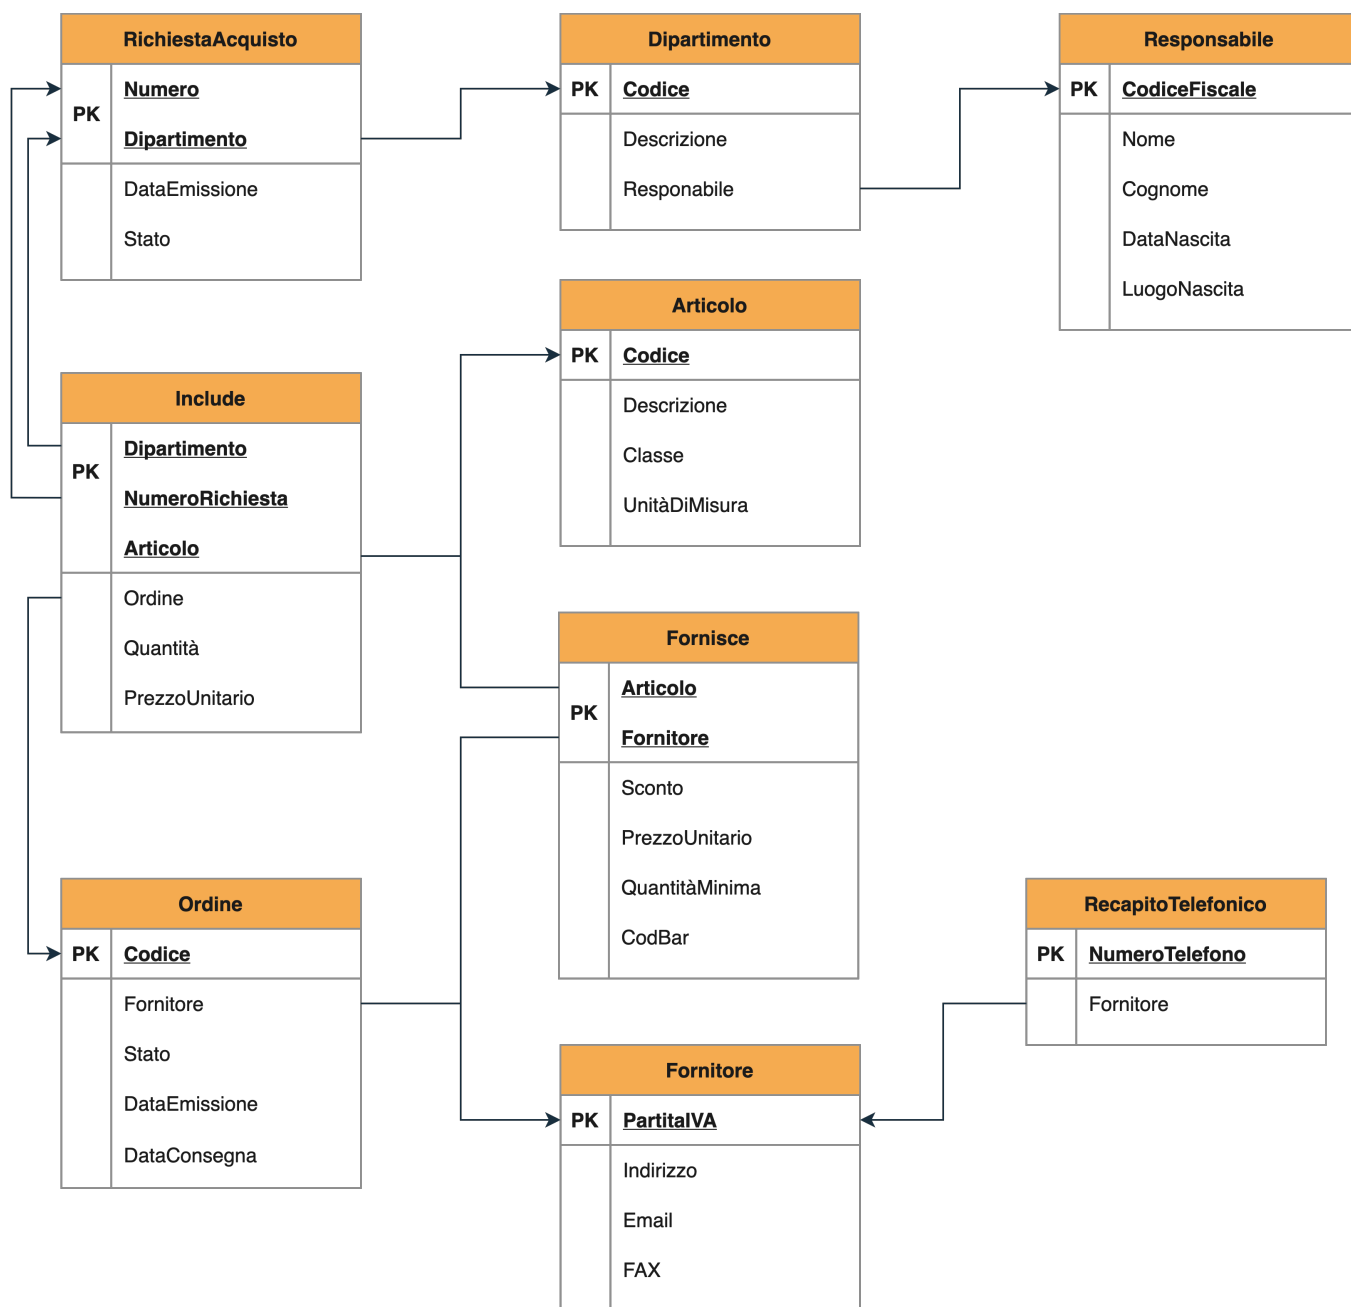 RichiestaAcquisto
PK
Numero
Dipartimento
DataEmissione
Stato
Dipartimento
PK
Codice
Descrizione
Responabile
Responsabile
PK
CodiceFiscale
Nome
Cognome
DataNascita
LuogoNascita
Articolo
PK
Codice
Descrizione
Classe
UnitàDiMisura
Include
PK
Dipartimento
NumeroRichiesta
Articolo
Ordine
Quantità
PrezzoUnitario
Fornisce
PK
Articolo
Fornitore
Sconto
PrezzoUnitario
QuantitàMinima
CodBar
Ordine
PK
Codice
Fornitore
Stato
DataEmissione
DataConsegna
Fornitore
PK
PartitaIVA
Indirizzo
Email
FAX
RecapitoTelefonico
PK
NumeroTelefono
Fornitore